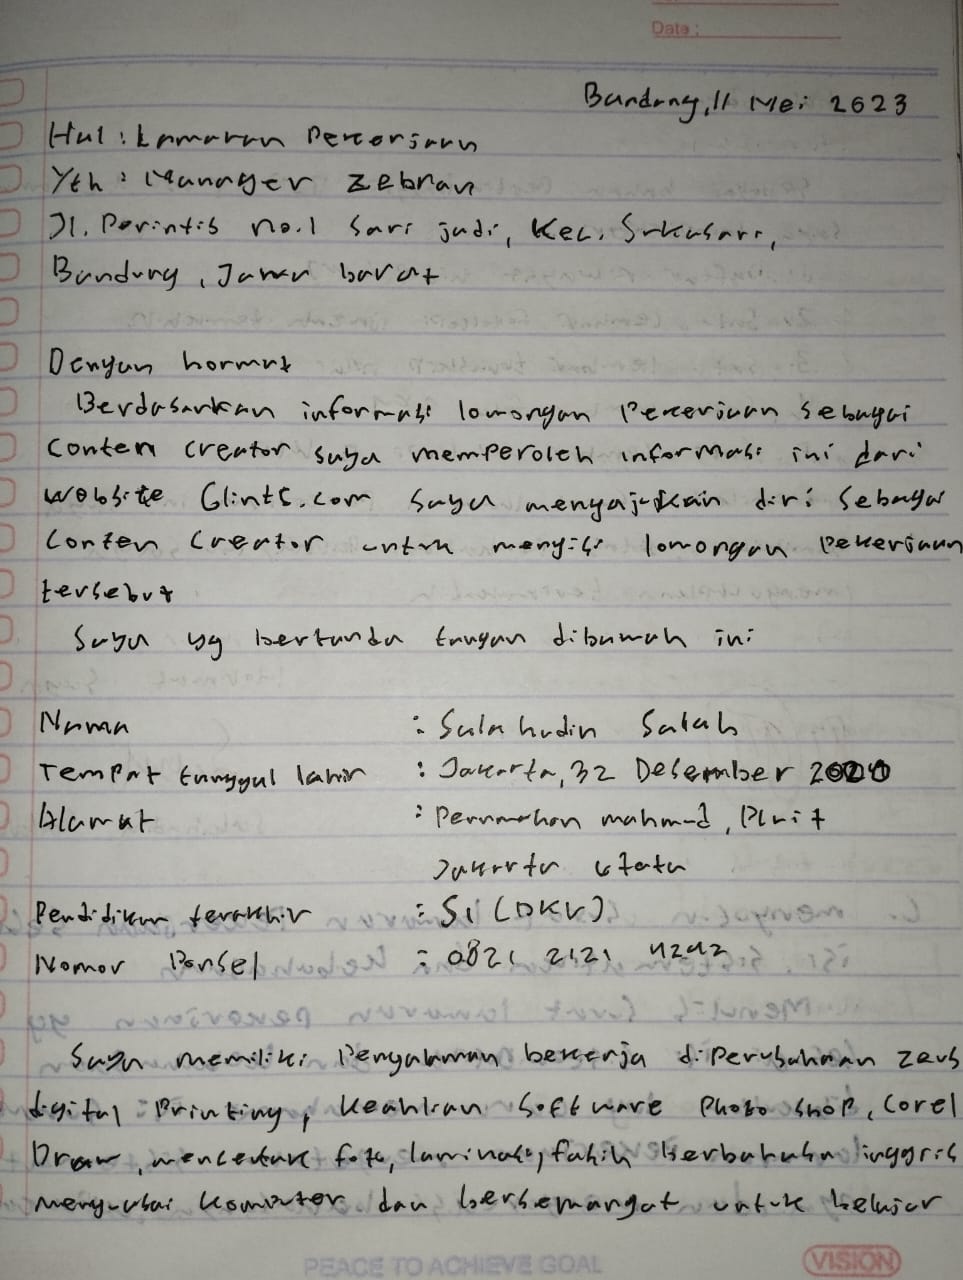 Date :
Bandung, 11 Mei 2023
Hal : Lamaran Pekerjaan
Yth : Manager Zebran
Jl. Perintis no.1 Sari jadi, Kec. Sukasari,
Bandung, Jawa barat
Dengan hormat
Berdasarkan informasi lowongan Pekerjaan sebagai
conten creator saya memperoleh informasi ini dari
website Glints.com saya mengajukan diri sebagai
conten creator untuk mengisi lowongan pekerjaan
tersebut
Saya yg bertanda tangan dibawah ini
Nama : Salahudin Salah
Tempat tanggal lahir : Jakarta, 32 Desember 2000
Alamat : Perumahan mahmud, Pluit
Jakarta utara
Pendidikan terakhir : S1 (DKV)
Nomor Ponsel : 0821 2121
Saya memiliki Pengalaman bekerja diperusahaan zeus
digital Printing, Keahlian software Photo shop, Corel
Draw, mencetak foto, laminasi, fasih berbahasa inggris
menguasai komputer dan bersemangat untuk belajar
PEACE TO ACHIEVE GOAL
VISION